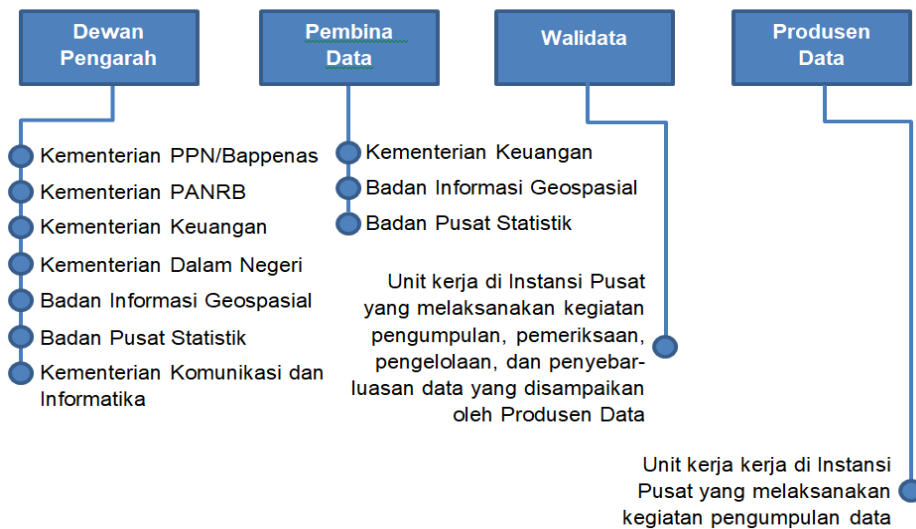 Dewan
Pengarah
Pembina
Data
Walidata
Produsen
Data
Kementerian PPN/Bappenas
Kementerian PANRB
Kementerian Keuangan
Kementerian Dalam Negeri
Badan Informasi Geospasial
Badan Pusat Statistik
Kementerian Komunikasi dan
Informatika
Kementerian Keuangan
Badan Informasi Geospasial
Badan Pusat Statistik
Unit kerja di Instansi Pusat
yang melaksanakan kegiatan
pengumpulan, pemeriksaan,
pengelolaan, dan penyebar-
luasan data yang disampaikan
oleh Produsen Data
Unit kerja kerja di Instansi
Pusat yang melaksanakan
kegiatan pengumpulan data